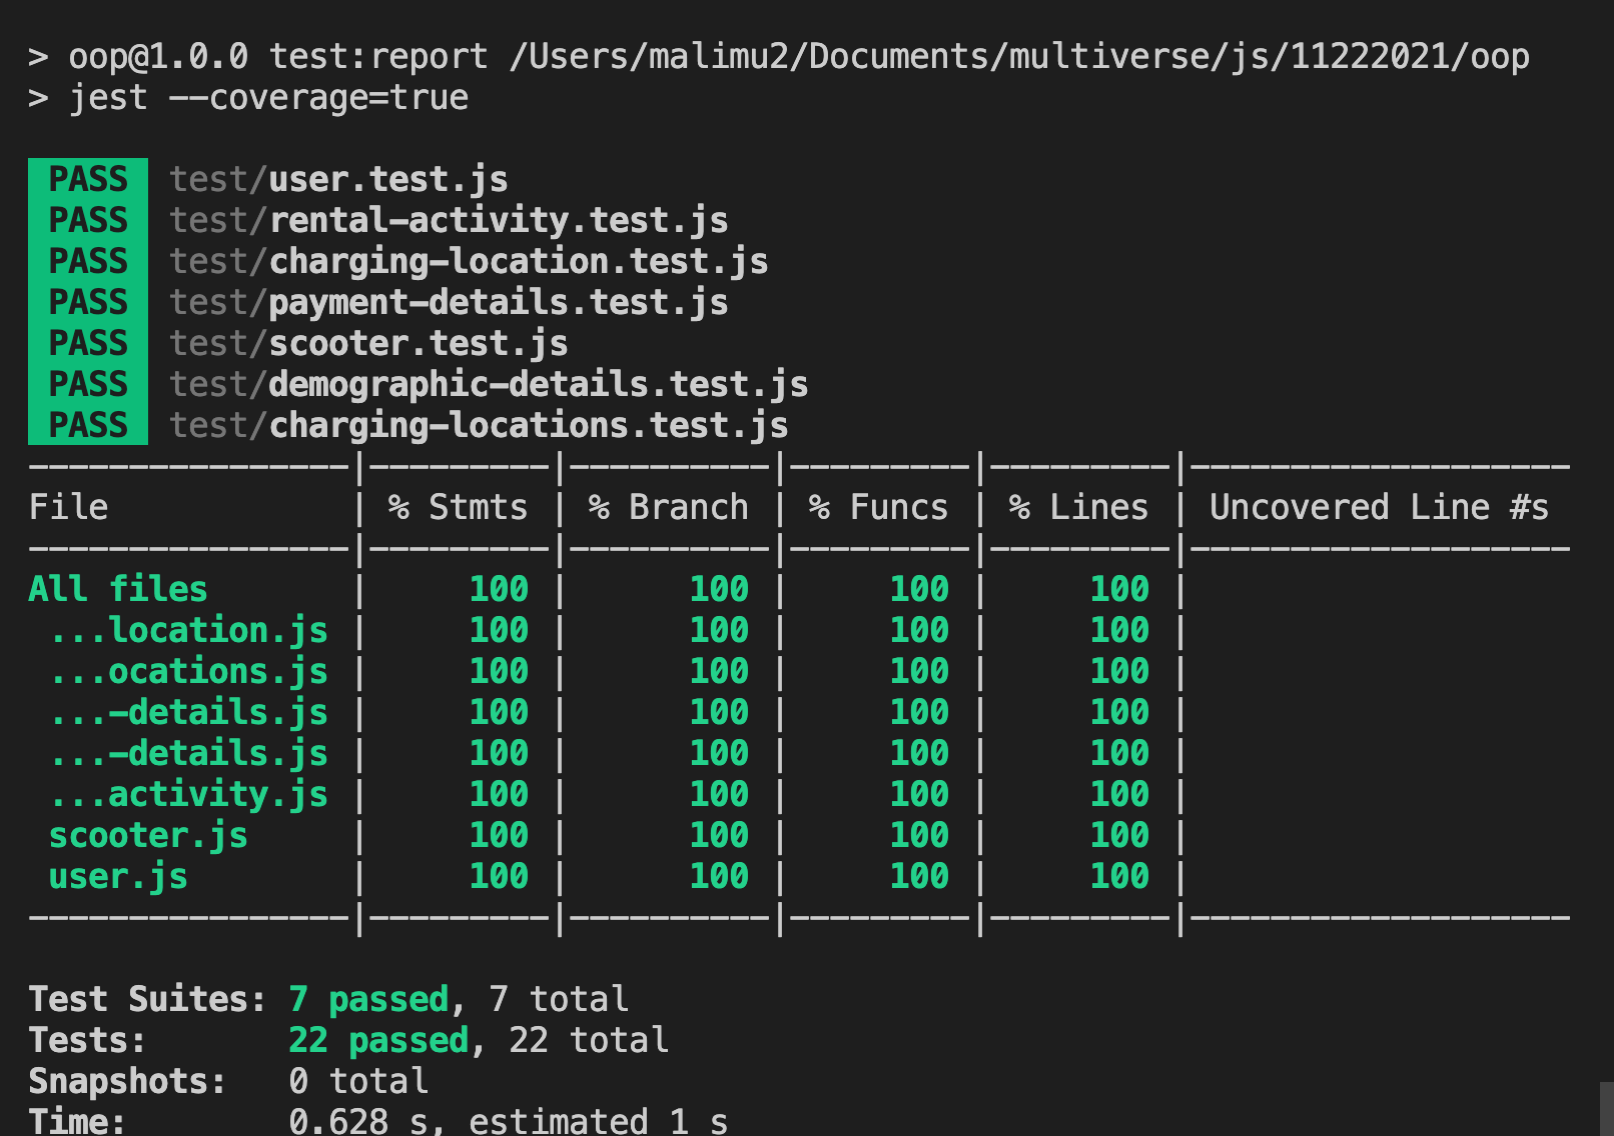 > oop@1.0.0 test:report /Users/malimu2/Documents/multiverse/js/11222021/oop
> jest --coverage=true
PASS test/user.test.js
PASS test/rental-activity.test.js
PASS test/charging-location.test.js
PASS test/payment-details.test.js
PASS test/scooter.test.js
PASS test/demographic-details.test.js
PASS test/charging-locations.test.js
----------------|---------|----------|---------|---------|-------------------
File            | % Stmts | % Branch | % Funcs | % Lines | Uncovered Line #s
----------------|---------|----------|---------|---------|-------------------
All files       |     100 |      100 |     100 |     100 |
 ...location.js |     100 |      100 |     100 |     100 |
 ...ocations.js |     100 |      100 |     100 |     100 |
 ...-details.js |     100 |      100 |     100 |     100 |
 ...-details.js |     100 |      100 |     100 |     100 |
 ...activity.js |     100 |      100 |     100 |     100 |
 scooter.js     |     100 |      100 |     100 |     100 |
 user.js        |     100 |      100 |     100 |     100 |
----------------|---------|----------|---------|---------|-------------------
Test Suites: 7 passed, 7 total
Tests:       22 passed, 22 total
Snapshots:   0 total
Time:        0.628 s, estimated 1 s